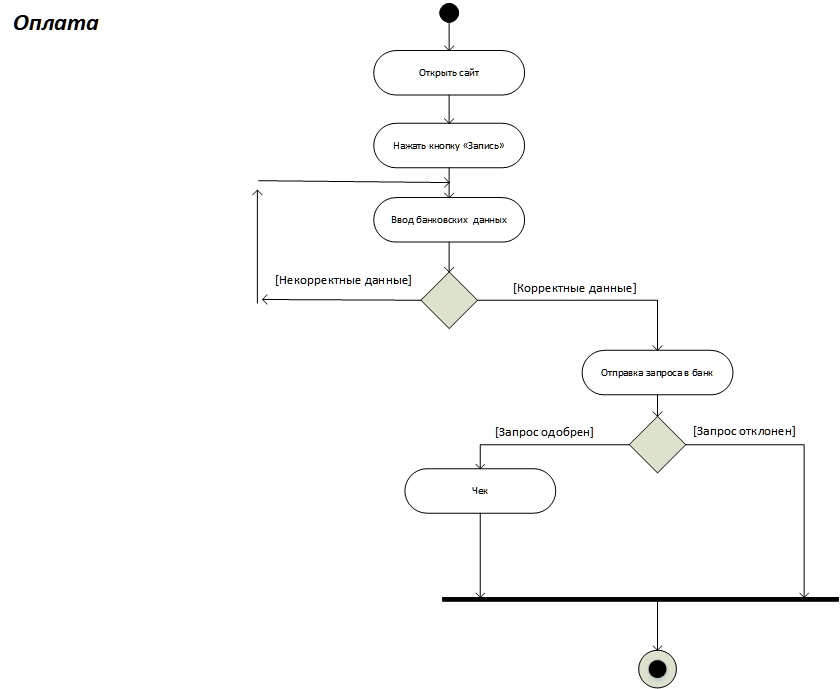 Оплата
Открыть сайт
Нажать кнопку «Запись»
Ввод банковских данных
[Некорректные данные]
[Корректные данные]
Отправка запроса в банк
[Запрос одобрен]
[Запрос отклонен]
Чек